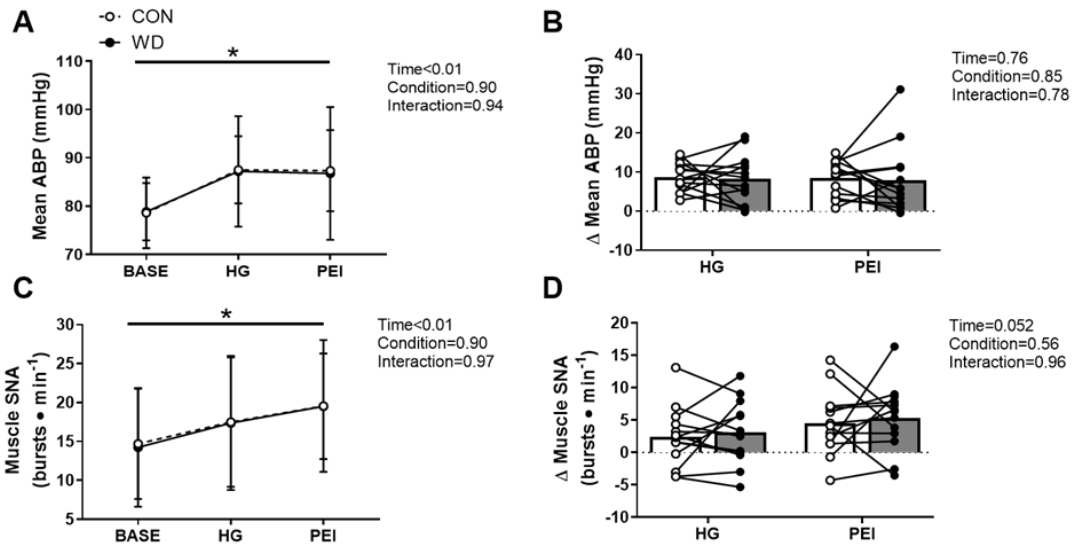 A
CON
WD
*
Mean ABP (mmHg)
110
100
90
80
70
BASE HG PEI
Time<0.01
Condition=0.90
Interaction=0.94
B
Δ Mean ABP (mmHg)
40
30
20
10
0
-10
HG PEI
Time=0.76
Condition=0.85
Interaction=0.78
C
*
Muscle SNA
(bursts • min⁻¹)
30
25
20
15
10
5
BASE HG PEI
Time<0.01
Condition=0.90
Interaction=0.97
D
Δ Muscle SNA
(bursts • min⁻¹)
20
15
10
5
0
-5
-10
HG PEI
Time=0.052
Condition=0.56
Interaction=0.96